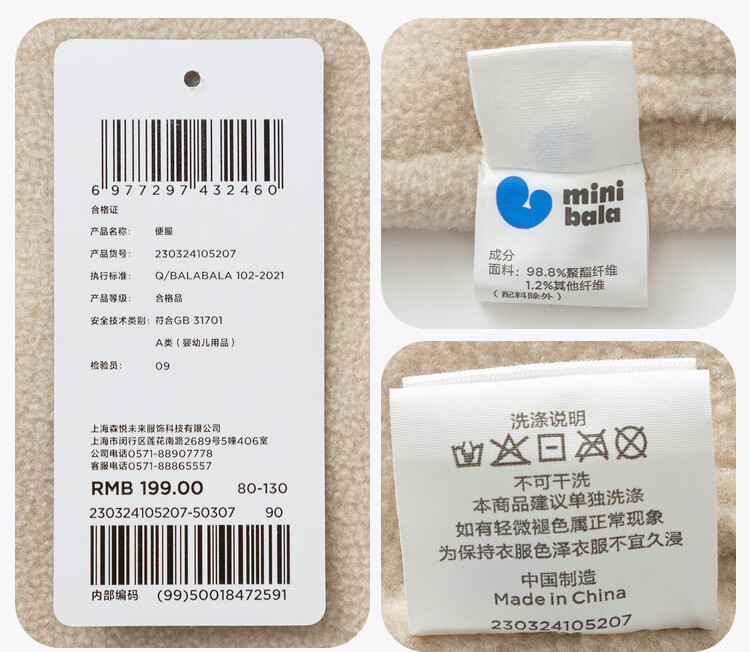 6 977297 432460
合格证
产品名称: 便服
产品货号: 230324105207
执行标准: Q/BALABALA 102-2021
产品等级: 合格品
安全技术类别: 符合GB 31701
A类（婴幼儿用品）
检验员: 09
上海森悦未来服饰科技有限公司
上海市闵行区莲花南路2689号5幢406室
公司电话0571-88907778
客服电话0571-88865557
RMB 199.00 80-130
230324105207-50307 90
内部编码 (99)50018472591
mini
bala
成分
面料: 98.8%聚酯纤维
1.2%其他纤维
（配料除外）
洗涤说明
不可干洗
本商品建议单独洗涤
如有轻微褪色属正常现象
为保持衣服色泽衣服不宜久浸
中国制造
Made in China
230324105207